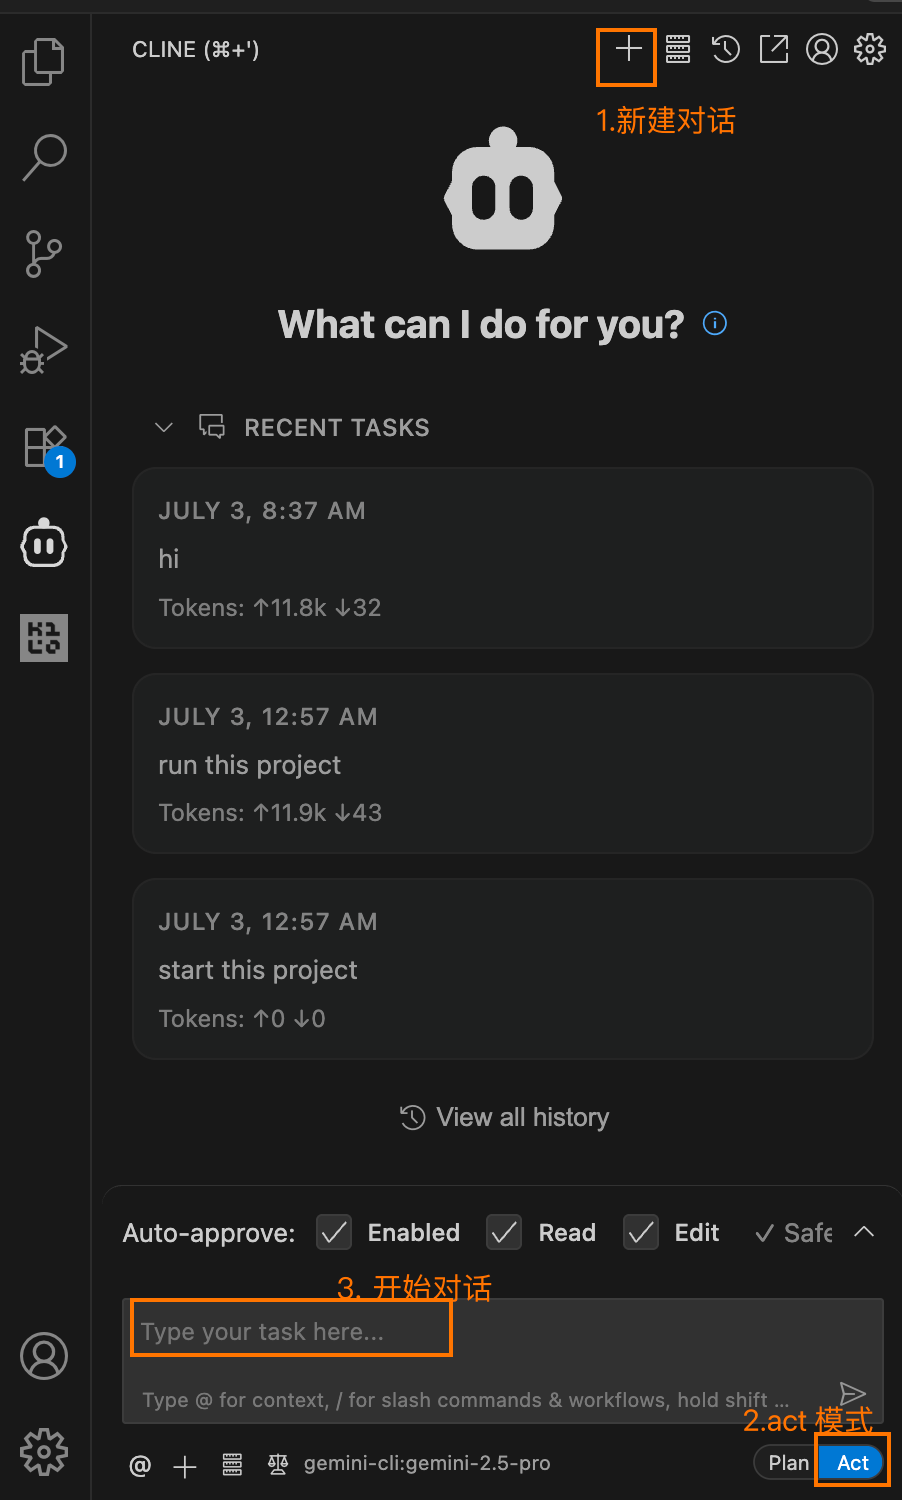 CLINE (⌘+')
1.新建对话
What can I do for you?
RECENT TASKS
1
JULY 3, 8:37 AM
hi
Tokens: ↑11.8k ↓32
JULY 3, 12:57 AM
run this project
Tokens: ↑11.9k ↓43
JULY 3, 12:57 AM
start this project
Tokens: ↑0 ↓0
View all history
Auto-approve: Enabled Read Edit Safe
3. 开始对话
Type your task here...
Type @ for context, / for slash commands & workflows, hold shift ...
2.act 模式
@ gemini-cli:gemini-2.5-pro Plan Act